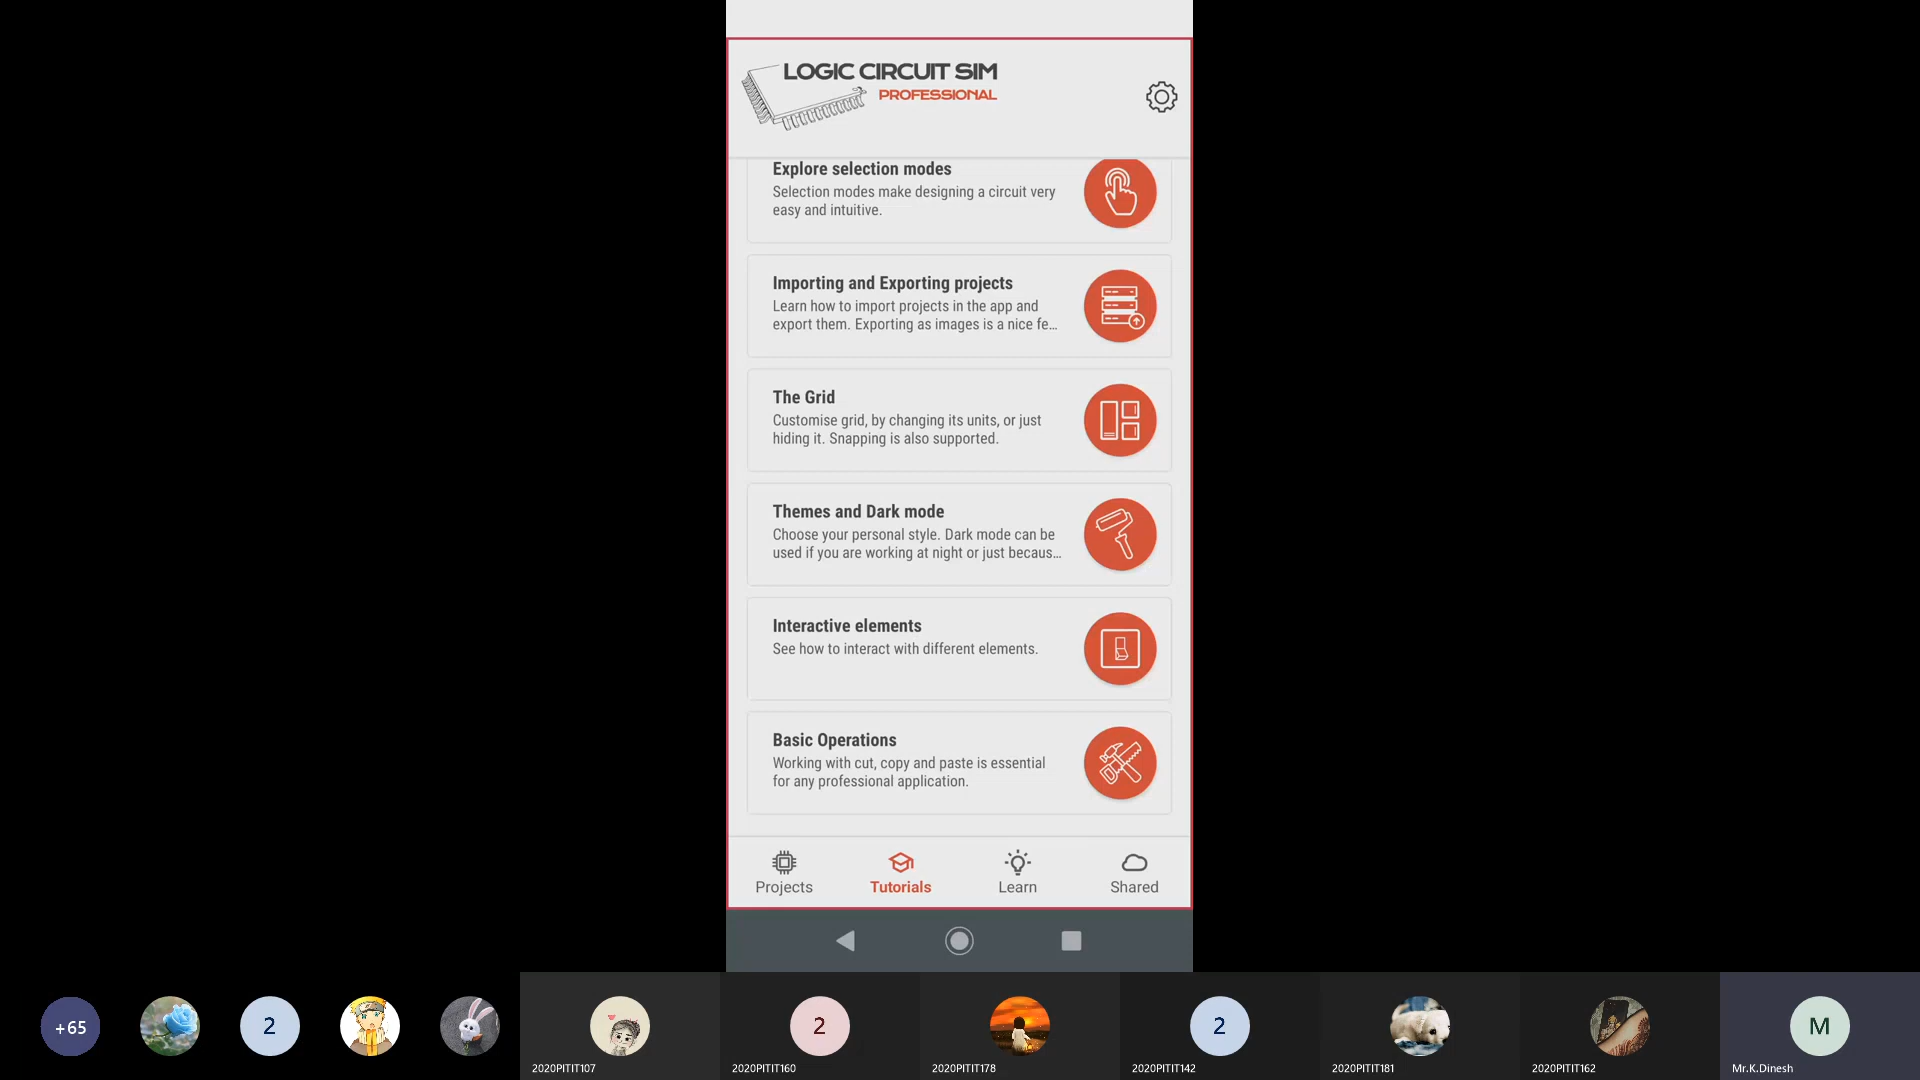 LOGIC CIRCUIT SIM
PROFESSIONAL
Explore selection modes
Selection modes make designing a circuit very
easy and intuitive.
Importing and Exporting projects
Learn how to import projects in the app and
export them. Exporting as images is a nice fe...
The Grid
Customise grid, by changing its units, or just
hiding it. Snapping is also supported.
Themes and Dark mode
Choose your personal style. Dark mode can be
used if you are working at night or just becaus...
Interactive elements
See how to interact with different elements.
Basic Operations
Working with cut, copy and paste is essential
for any professional application.
Projects
Tutorials
Learn
Shared
+65
2
2
2
M
2020PITIT107
2020PITIT160
2020PITIT178
2020PITIT142
2020PITIT181
2020PITIT162
Mr.K.Dinesh